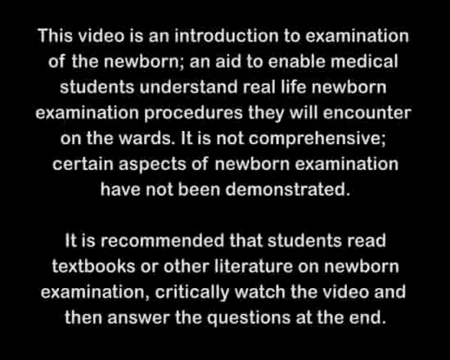 This video is an introduction to examination
of the newborn; an aid to enable medical
students understand real life newborn
examination procedures they will encounter
on the wards. It is not comprehensive;
certain aspects of newborn examination
have not been demonstrated.
It is recommended that students read
textbooks or other literature on newborn
examination, critically watch the video and
then answer the questions at the end.